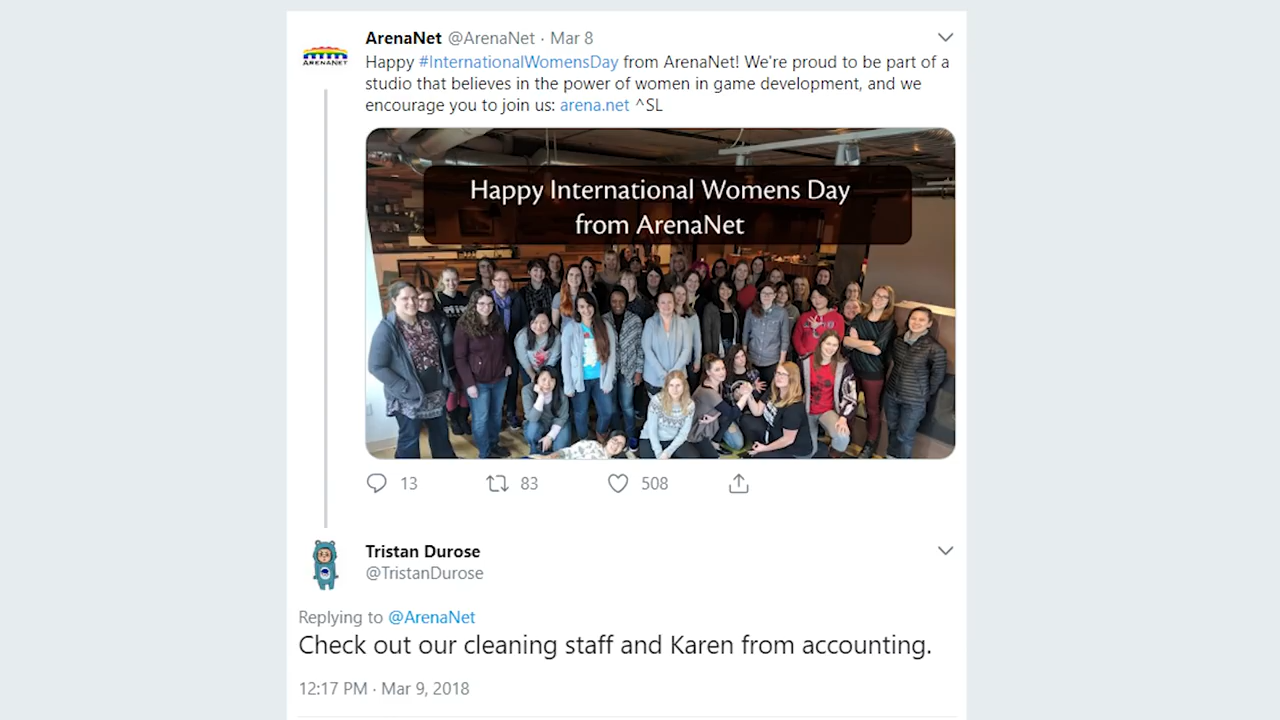 ArenaNet @ArenaNet · Mar 8
ARENANET
Happy #InternationalWomensDay from ArenaNet! We're proud to be part of a
studio that believes in the power of women in game development, and we
encourage you to join us: arena.net ^SL
Happy International Womens Day
from ArenaNet
13 83 508
Tristan Durose
@TristanDurose
Replying to @ArenaNet
Check out our cleaning staff and Karen from accounting.
12:17 PM · Mar 9, 2018